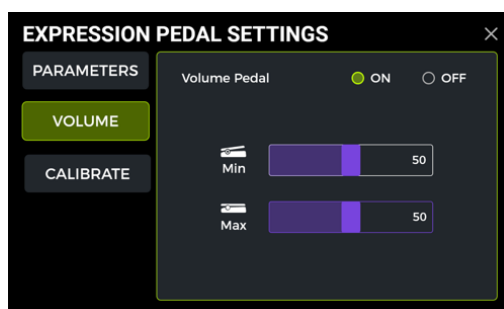 EXPRESSION PEDAL SETTINGS
PARAMETERS
VOLUME
CALIBRATE
Volume Pedal ON OFF
Min 50
Max 50